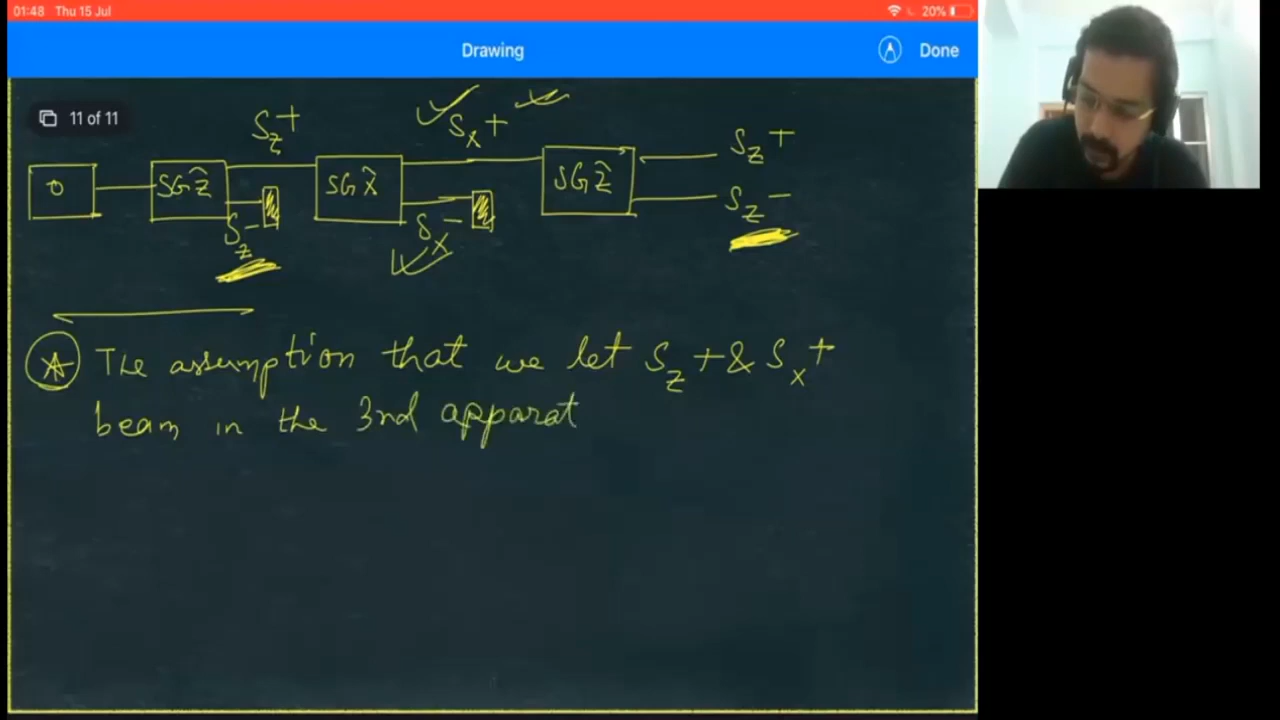 01:48 Thu 15 Jul 20%
Drawing Done
11 of 11
Sz+ Sx+
O SGẑ SGx̂ SGẑ Sz+
Sz- Sx- Sz-
The assumption that we let Sz+ & Sx+
beam in the 3nd apparat